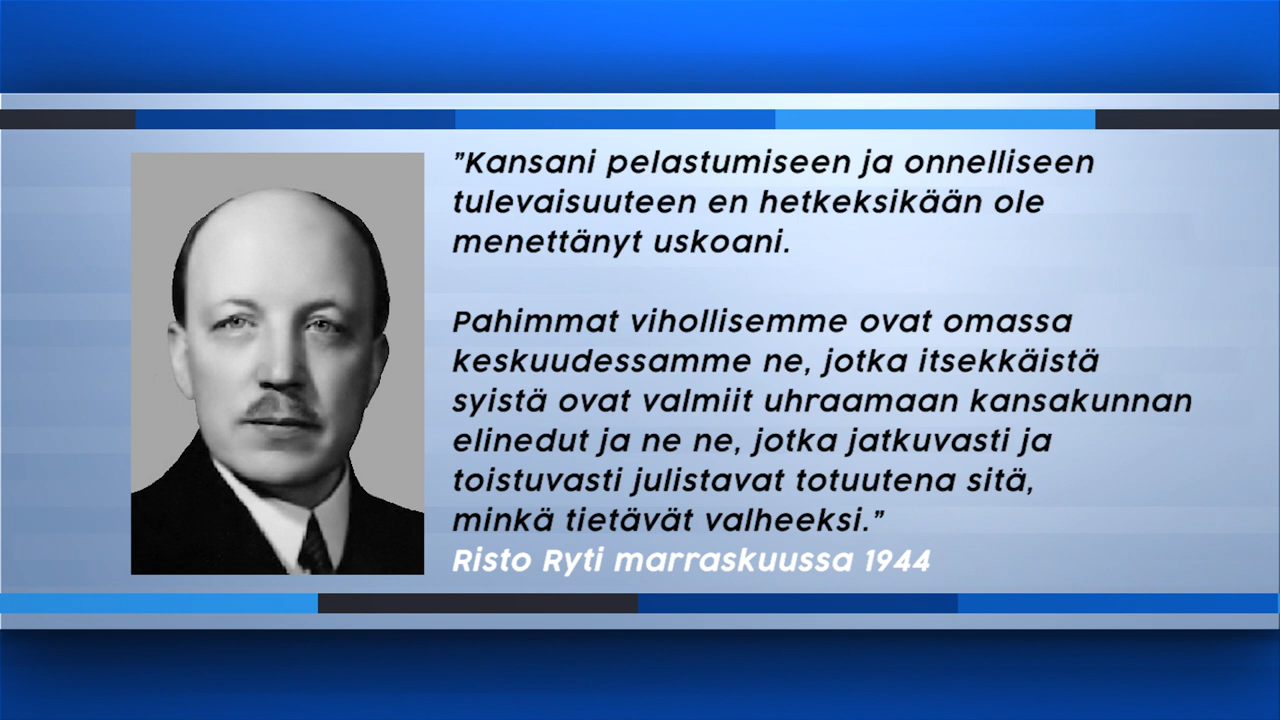 ”Kansani pelastumiseen ja onnelliseen
tulevaisuuteen en hetkeksikään ole
menettänyt uskoani.
Pahimmat vihollisemme ovat omassa
keskuudessamme ne, jotka itsekkäistä
syistä ovat valmiit uhraamaan kansakunnan
elinedut ja ne ne, jotka jatkuvasti ja
toistuvasti julistavat totuutena sitä,
minkä tietävät valheeksi.”
Risto Ryti marraskuussa 1944